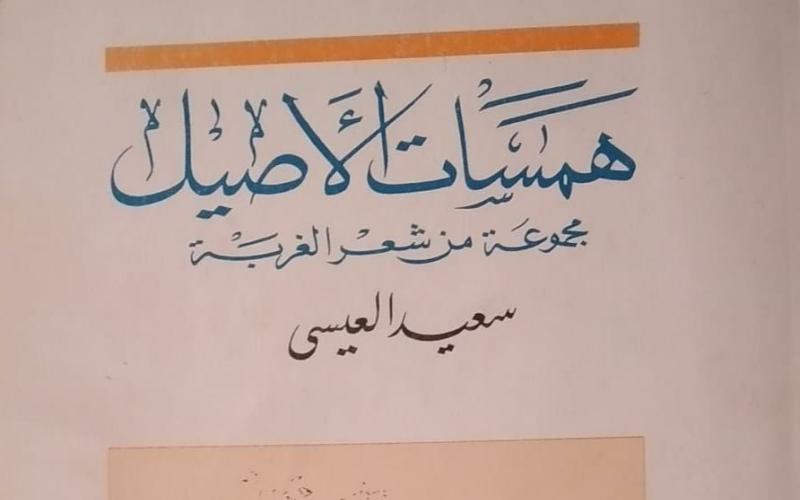 همسات الأصيل
مجموعة من شعر الغربة
سعيد العيسى